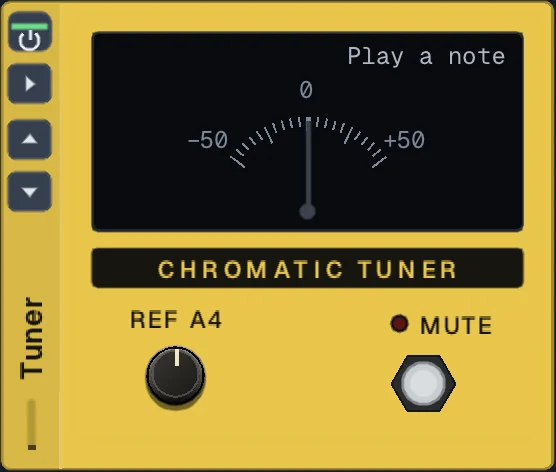 Play a note
0
−50
+50
CHROMATIC TUNER
REF A4
MUTE
Tuner